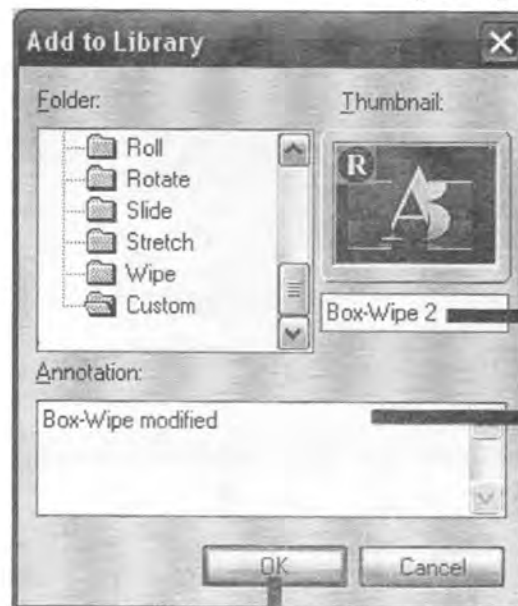 Add to Library
Folder:
Thumbnail:
Roll
Rotate
Slide
Stretch
Wipe
Custom
R
A
Box-Wipe 2
Annotation:
Box-Wipe modified
OK
Cancel